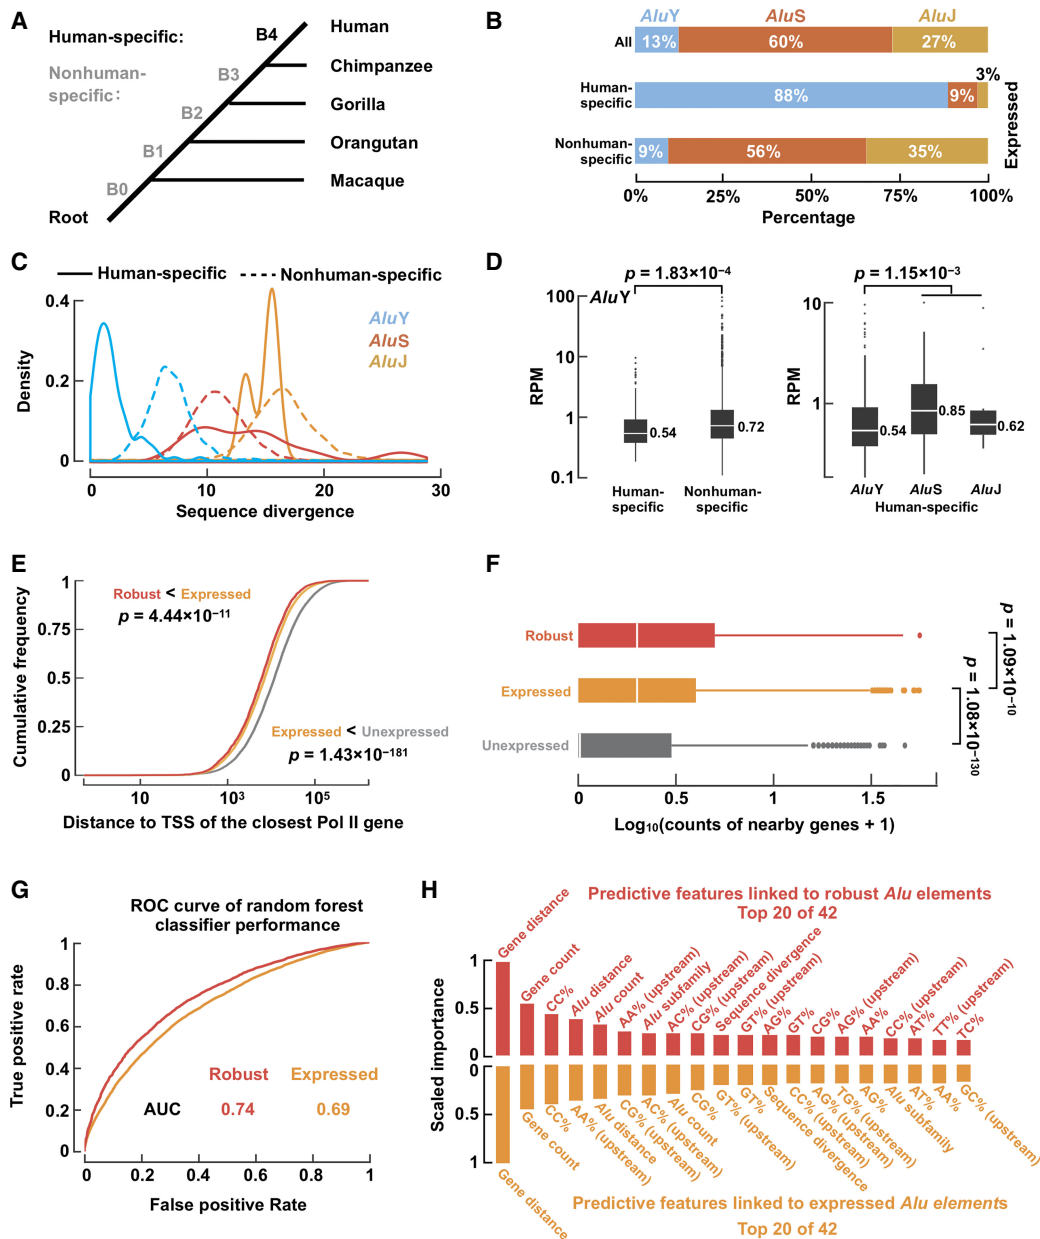 A
Human-specific:
Nonhuman-
specific:
B4
B3
B2
B1
B0
Root
Human
Chimpanzee
Gorilla
Orangutan
Macaque
B
AluY AluS AluJ
All 13% 60% 27%
3%
Human-
specific
88% 9%
Nonhuman-
specific
9% 56% 35%
Expressed
0% 25% 50% 75% 100%
Percentage
C
Human-specific Nonhuman-specific
AluY
AluS
AluJ
0.4
0.2
0
Density
0 10 20 30
Sequence divergence
D
p = 1.83×10⁻⁴
AluY
100
10
1
0.1
RPM
0.54 0.72
Human-
specific
Nonhuman-
specific
p = 1.15×10⁻³
10
1
RPM
0.54 0.85 0.62
AluY AluS AluJ
Human-specific
E
Robust < Expressed
p = 4.44×10⁻¹¹
Expressed < Unexpressed
p = 1.43×10⁻¹⁸¹
1
0.75
0.5
0.25
0
Cumulative frequency
10 10³ 10⁵
Distance to TSS of the closest Pol II gene
F
Robust
Expressed
Unexpressed
p = 1.09×10⁻¹⁰
p = 1.08×10⁻¹³⁰
0 0.5 1 1.5
Log₁₀(counts of nearby genes + 1)
G
ROC curve of random forest
classifier performance
1
0.8
0.6
0.4
0.2
0
True positive rate
Robust Expressed
AUC 0.74 0.69
0 0.2 0.4 0.6 0.8 1
False positive Rate
H
Predictive features linked to robust Alu elements
Top 20 of 42
Gene distance
Gene count
CC%
Alu distance
Alu count
AA% (upstream)
Alu subfamily
AC% (upstream)
CG% (upstream)
Sequence divergence
GT% (upstream)
AG%
GT%
CG%
AG% (upstream)
AA%
CC% (upstream)
AT%
TT% (upstream)
TC%
1
0.5
0
0
0.5
1
Scaled importance
Gene distance
Gene count
CC%
AA% (upstream)
Alu distance
CG% (upstream)
AC% (upstream)
Alu count
CG%
GT% (upstream)
GT%
Sequence divergence
CC% (upstream)
AG% (upstream)
TG% (upstream)
AG%
Alu subfamily
AT%
AA%
GC% (upstream)
Predictive features linked to expressed Alu elements
Top 20 of 42